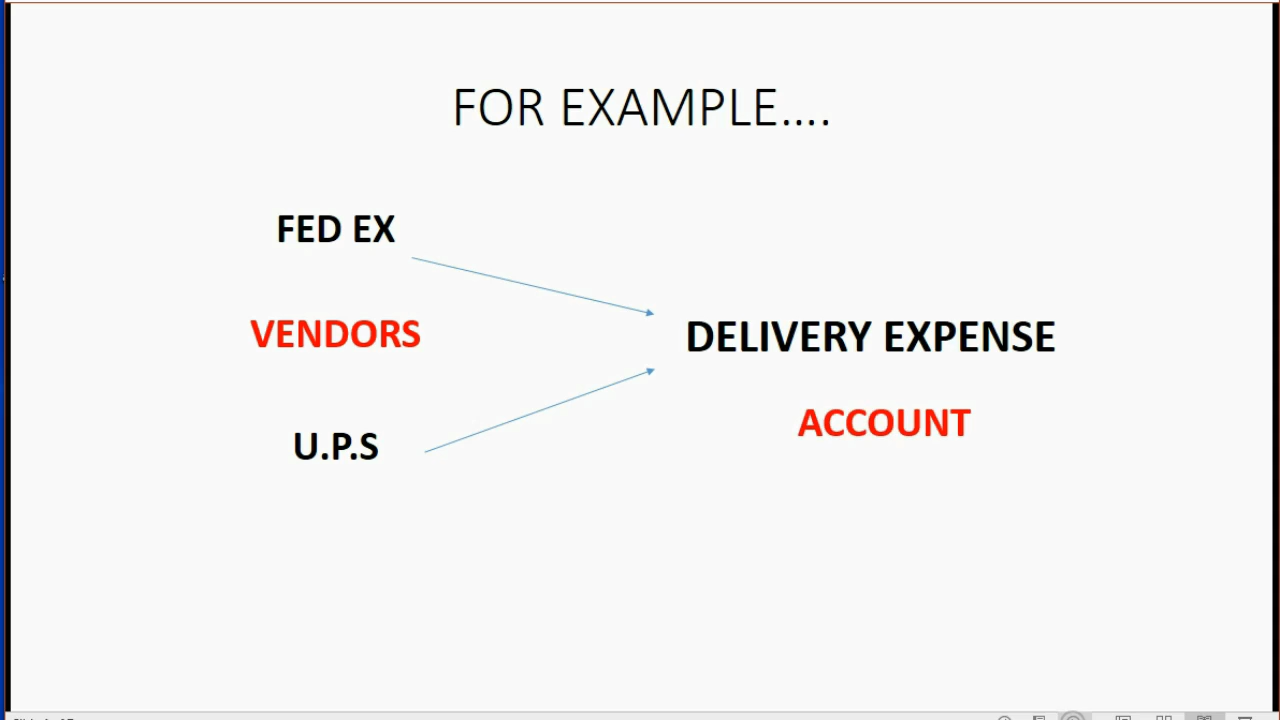 FOR EXAMPLE....
FED EX
VENDORS
U.P.S
DELIVERY EXPENSE
ACCOUNT